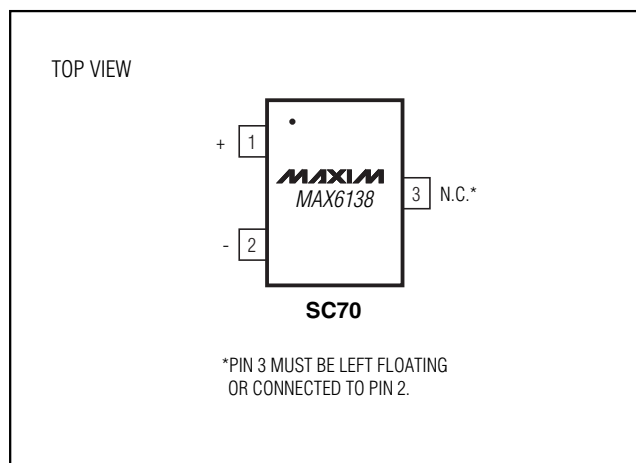 TOP VIEW
+ 1
MAXIM
MAX6138
3 N.C.*
- 2
SC70
*PIN 3 MUST BE LEFT FLOATING
OR CONNECTED TO PIN 2.